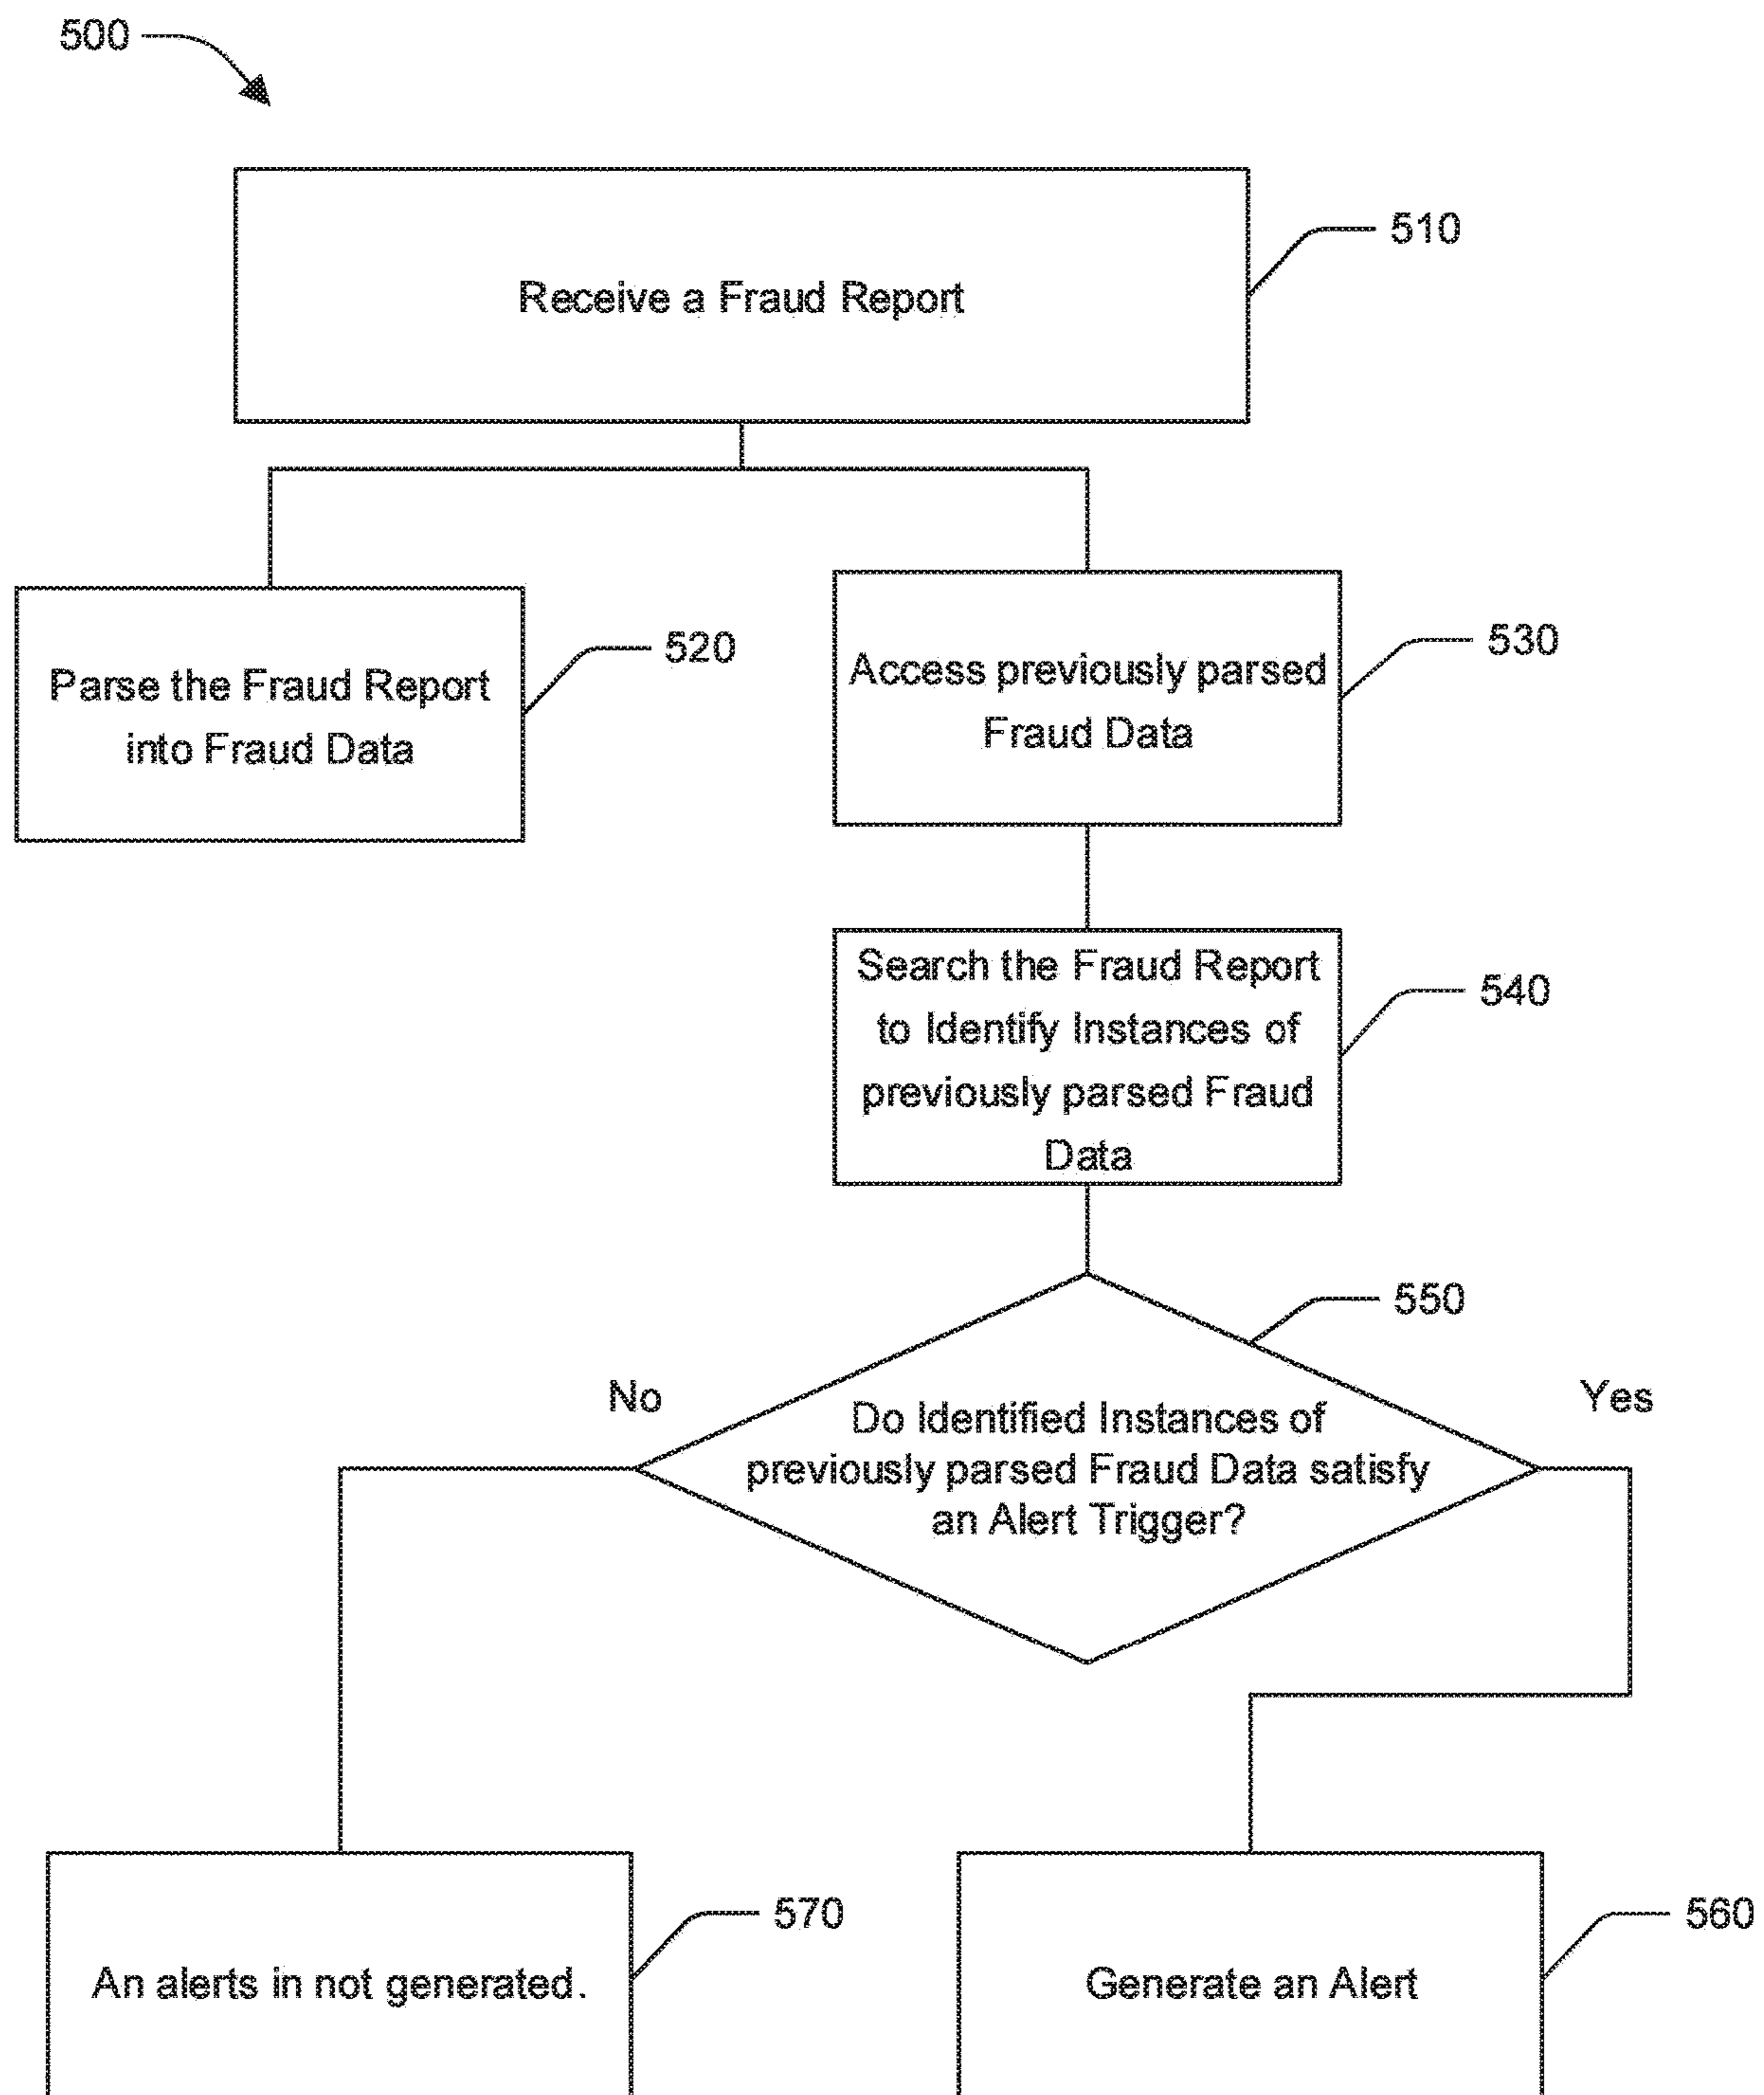 500
510
Receive a Fraud Report
520
530
Parse the Fraud Report
into Fraud Data
Access previously parsed
Fraud Data
Search the Fraud Report
to Identify Instances of
previously parsed Fraud
Data
540
550
No
Yes
Do Identified Instances of
previously parsed Fraud Data satisfy
an Alert Trigger?
570
560
An alerts in not generated.
Generate an Alert